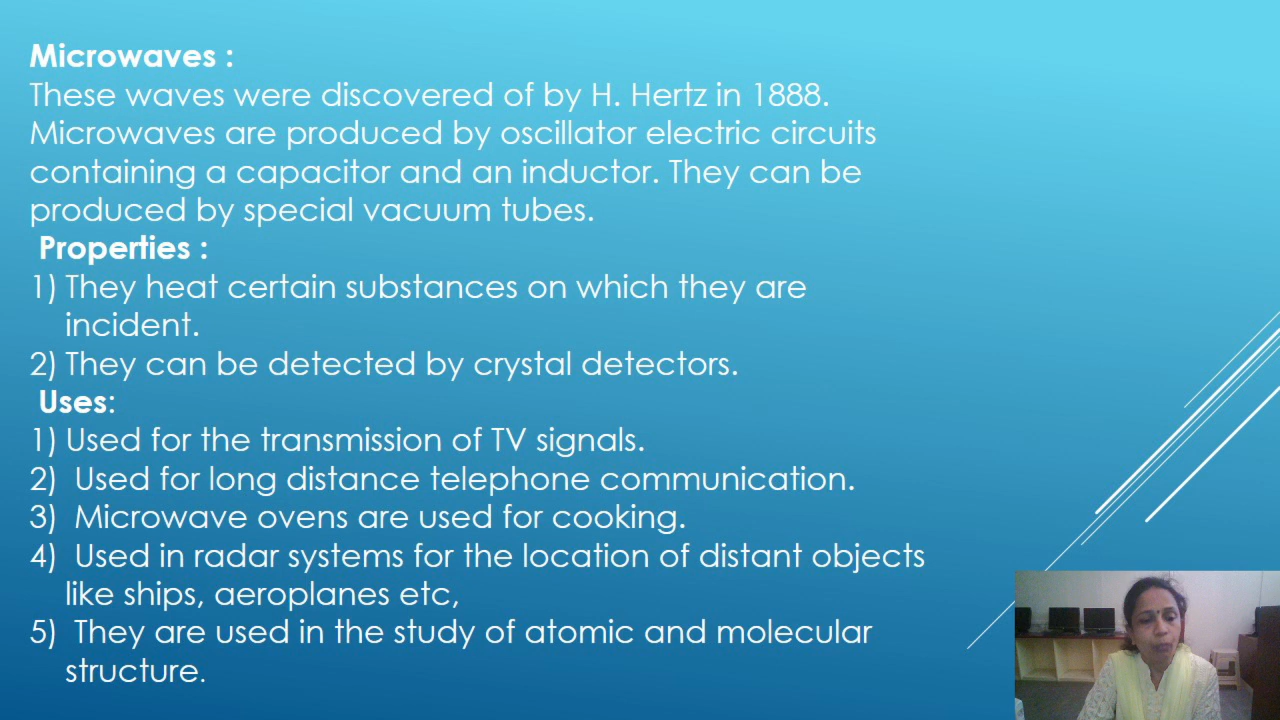 Microwaves :
These waves were discovered of by H. Hertz in 1888.
Microwaves are produced by oscillator electric circuits
containing a capacitor and an inductor. They can be
produced by special vacuum tubes.
Properties :
1) They heat certain substances on which they are
incident.
2) They can be detected by crystal detectors.
Uses:
1) Used for the transmission of TV signals.
2) Used for long distance telephone communication.
3) Microwave ovens are used for cooking.
4) Used in radar systems for the location of distant objects
like ships, aeroplanes etc,
5) They are used in the study of atomic and molecular
structure.